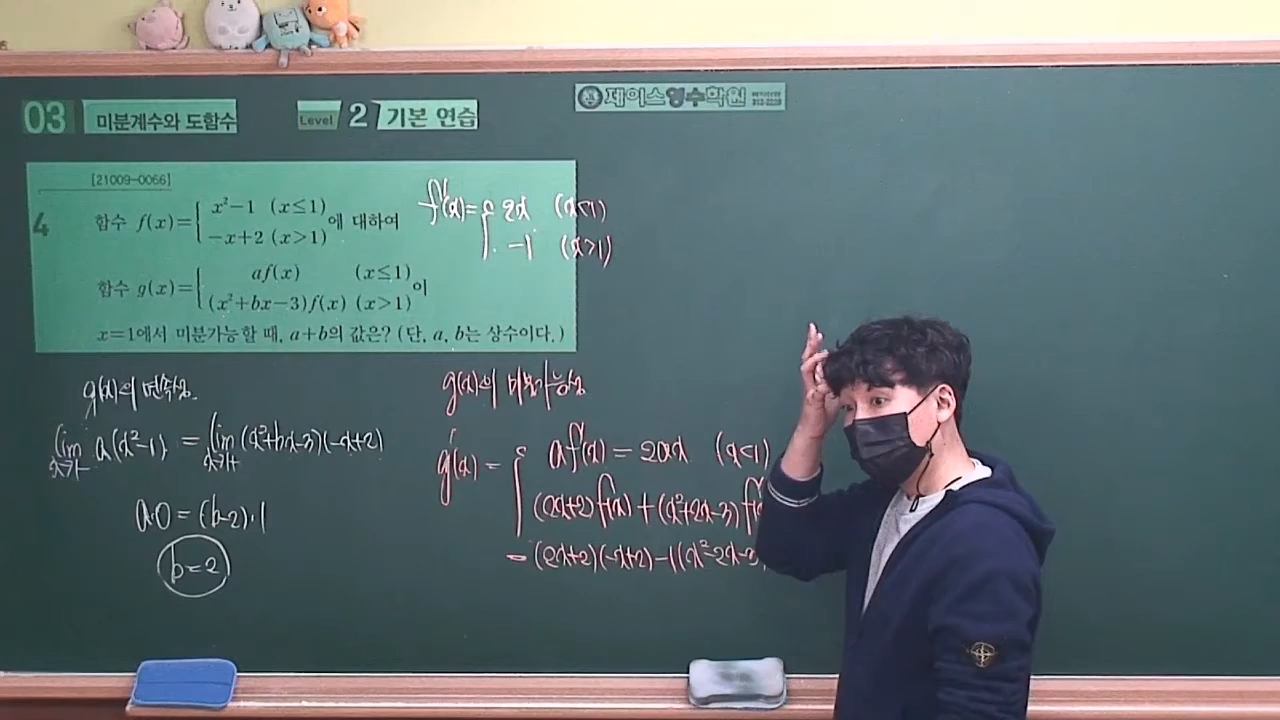 03 미분계수와 도함수 Level 2 기본 연습 제이스영수학원
[21009-0066]
4 함수 f(x)={ x²-1 (x≤1) -x+2 (x>1) 에 대하여
함수 g(x)={ af(x) (x≤1) (x²+bx-3)f(x) (x>1) 이
x=1에서 미분가능할 때, a+b의 값은? (단, a, b는 상수이다.)
f'(x)={ 2x (x<1)
-1 (x>1)
g(x)의 연속성.
lim x→1- a(x²-1) = lim x→1+ (x²+bx-3)(-x+2)
a·0=(b-2)·1
b=2
g(x)의 미분가능성
g'(x) = { af'(x) = 2ax (x<1)
(2x+2)f(x)+(x²+2x-3)f'(x
=(2x+2)(-x+2)-1(x²-2x-3)